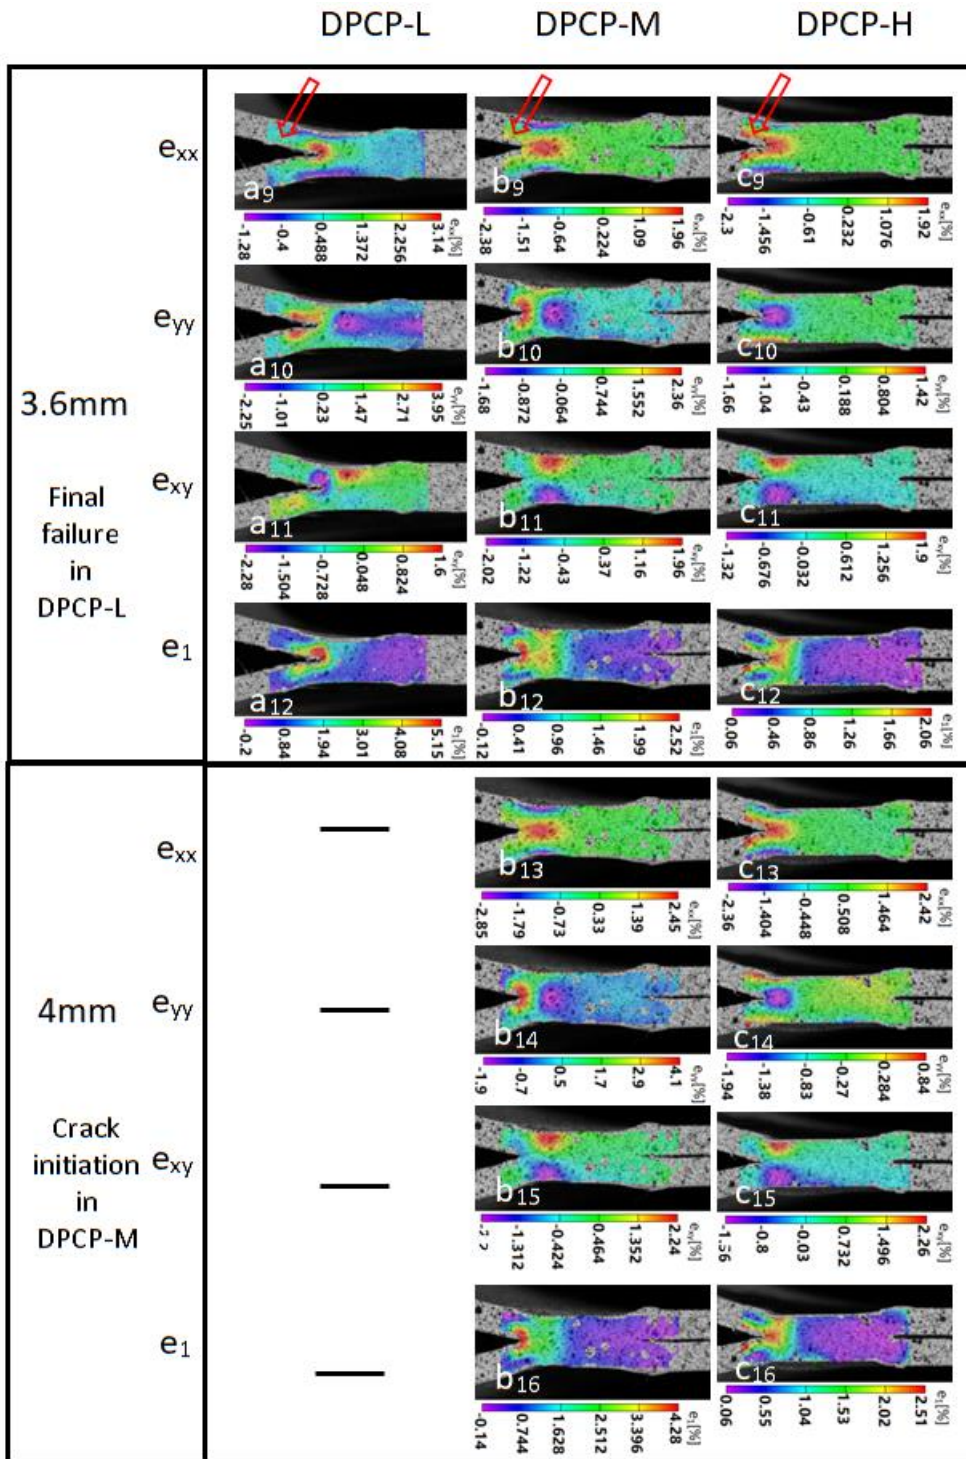 DPCP-L DPCP-M DPCP-H
3.6mm
Final
failure
in
DPCP-L
exx
a9 b9 c9
-1.28 -0.4 0.488 1.372 2.256 3.14 exx[%]
-2.38 -1.51 -0.64 0.224 1.09 1.96 exx[%]
-2.3 -1.456 -0.61 0.232 1.076 1.92 exx[%]
eyy
a10 b10 c10
-2.25 -1.01 0.23 1.47 2.71 3.95 eyy[%]
-1.68 -0.872 -0.064 0.744 1.552 2.36 eyy[%]
-1.66 -1.04 -0.43 0.188 0.804 1.42 eyy[%]
exy
a11 b11 c11
-2.28 -1.504 -0.728 0.048 0.824 1.6 exy[%]
-2.02 -1.22 -0.43 0.37 1.16 1.96 exy[%]
-1.32 -0.676 -0.032 0.612 1.256 1.9 exy[%]
e1
a12 b12 c12
-0.2 0.84 1.94 3.01 4.08 5.15 e1[%]
-0.12 0.41 0.96 1.46 1.99 2.52 e1[%]
0.06 0.46 0.86 1.26 1.66 2.06 e1[%]
4mm
Crack
initiation
in
DPCP-M
exx
b13 c13
-2.85 -1.79 -0.73 0.33 1.39 2.45 exx[%]
-2.36 -1.404 -0.448 0.508 1.464 2.42 exx[%]
eyy
b14 c14
-1.9 -0.7 0.5 1.7 2.9 4.1 eyy[%]
-1.94 -1.38 -0.83 -0.27 0.284 0.84 eyy[%]
exy
b15 c15
-1.312 -0.424 0.464 1.352 2.24 exy[%]
-1.56 -0.8 -0.03 0.732 1.496 2.26 exy[%]
e1
b16 c16
-0.14 0.744 1.628 2.512 3.396 4.28 e1[%]
0.06 0.55 1.04 1.53 2.02 2.51 e1[%]